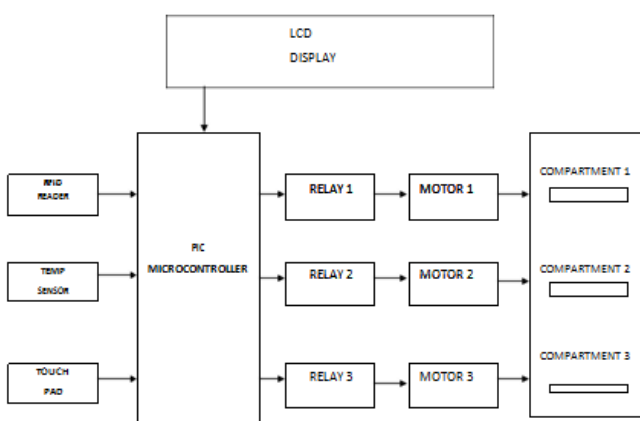 LCD
DISPLAY
RFID
READER
TEMP
SENSOR
TOUCH
PAD
PIC
MICROCONTROLLER
RELAY 1
MOTOR 1
COMPARTMENT 1
RELAY 2
MOTOR 2
COMPARTMENT 2
RELAY 3
MOTOR 3
COMPARTMENT 3